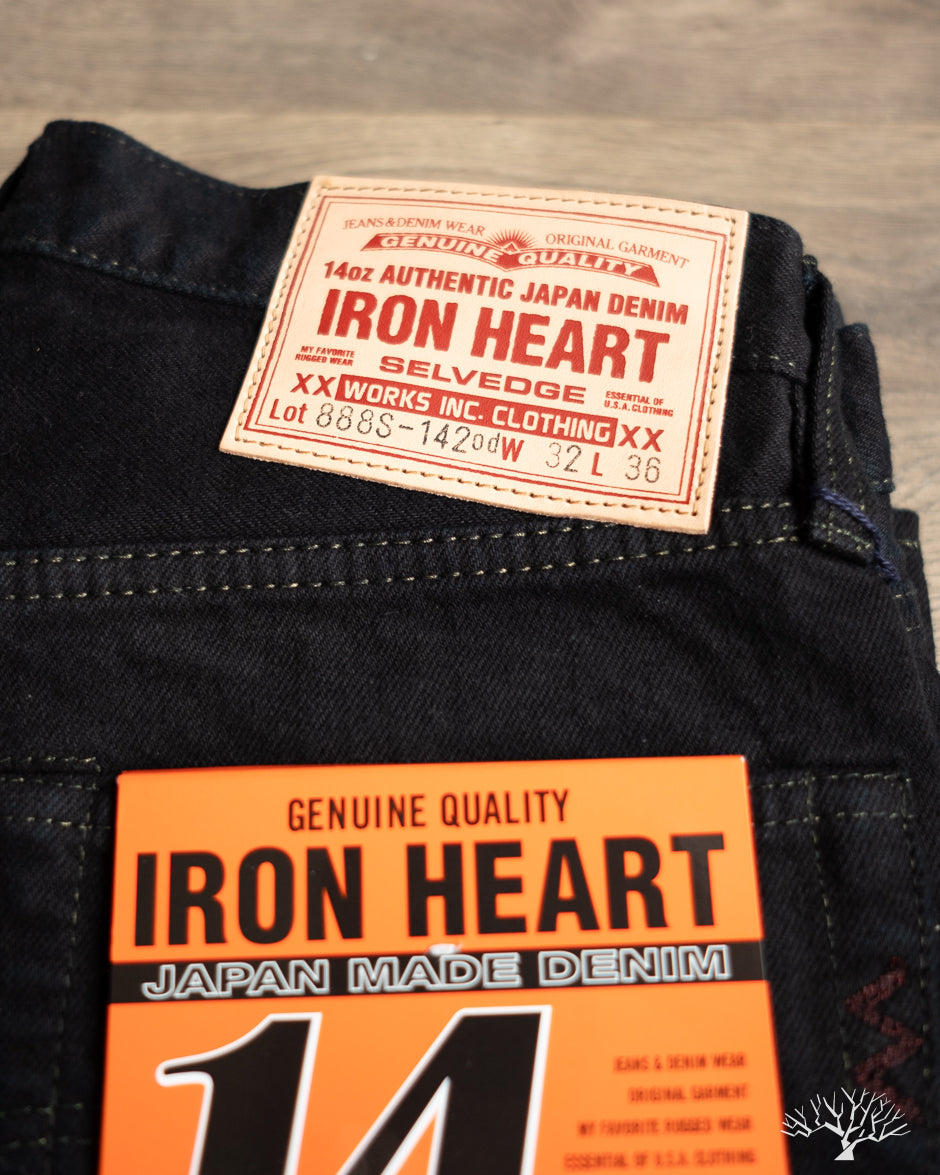 JEANS & DENIM WEAR ORIGINAL GARMENT
GENUINE QUALITY
14oz AUTHENTIC JAPAN DENIM
IRON HEART
MY FAVORITE
RUGGED WEAR
SELVEDGE
ESSENTIAL OF
U.S.A. CLOTHING
XX WORKS INC. CLOTHING XX
Lot 888S-142od W 32 L 36
GENUINE QUALITY
IRON HEART
JAPAN MADE DENIM
14
JEANS & DENIM WEAR
ORIGINAL GARMENT
MY FAVORITE RUGGED WEAR
ESSENTIAL OF U.S.A. CLOTHING